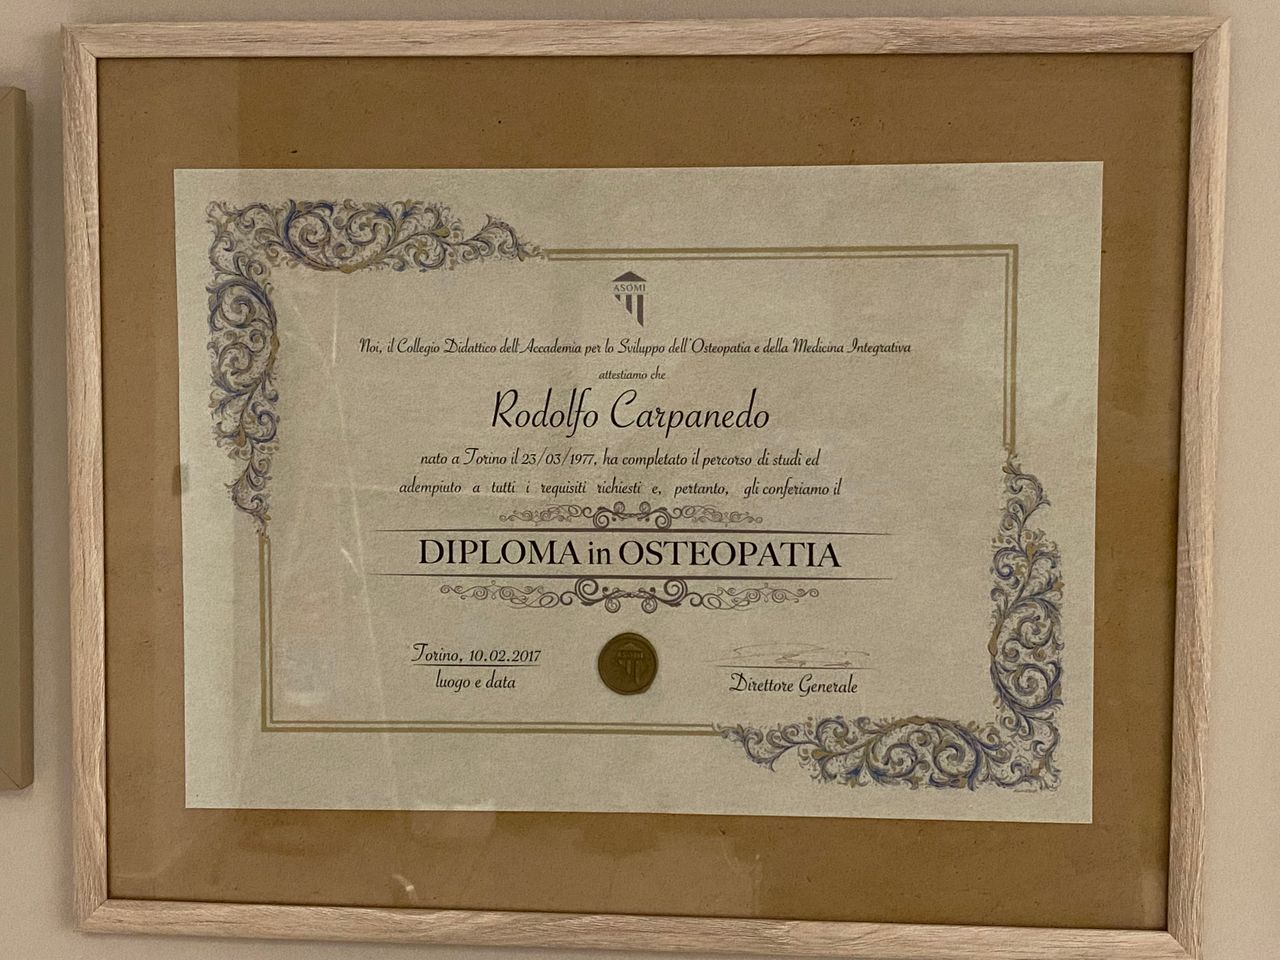 ASOMI
Noi, il Collegio Didattico dell'Accademia per lo Sviluppo dell'Osteopatia e della Medicina Integrativa
attestiamo che
Rodolfo Carpanedo
nato a Torino il 23/03/1977, ha completato il percorso di studi ed
adempiuto a tutti i requisiti richiesti e, pertanto, gli conferiamo il
DIPLOMA in OSTEOPATIA
Torino, 10.02.2017
luogo e data
ASOMI
Direttore Generale